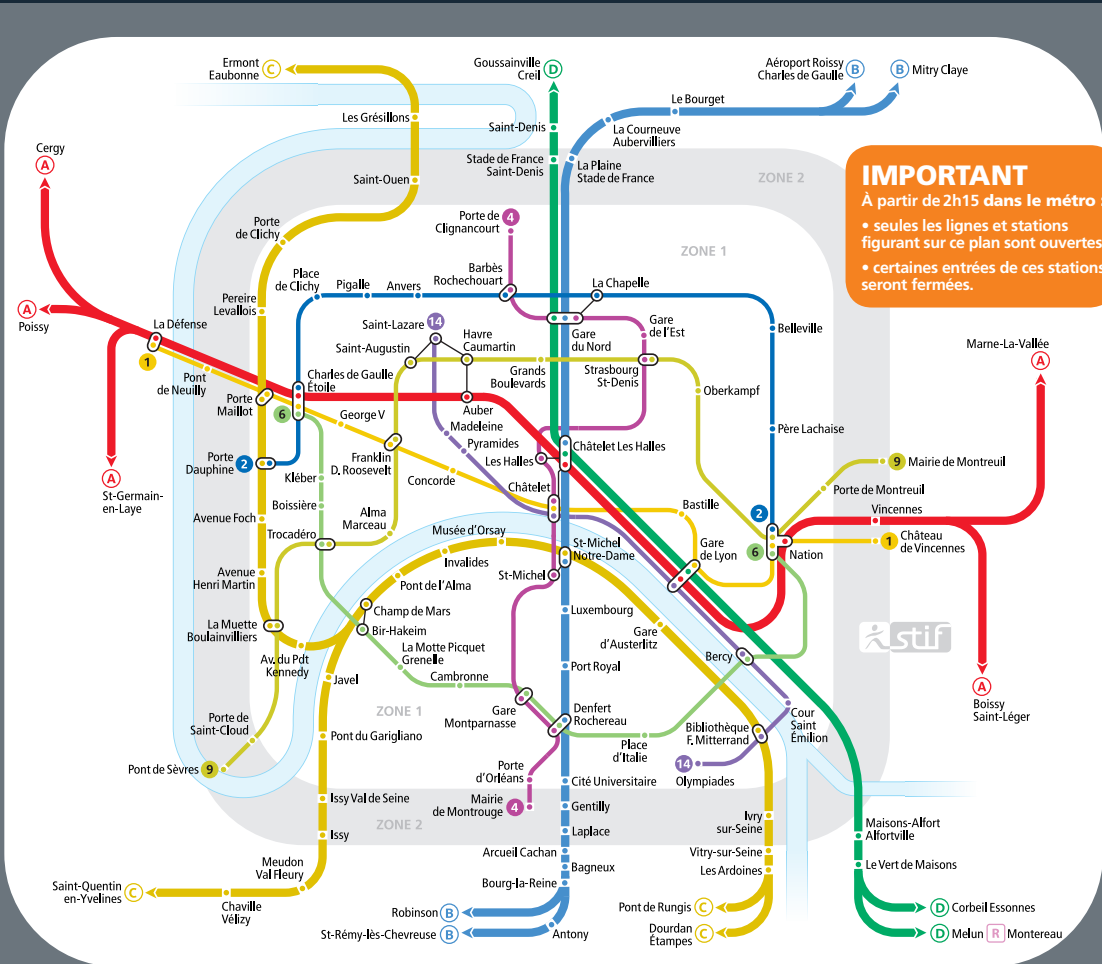 Ermont
Eaubonne
C
Goussainville
Creil
D
Aéroport Roissy
Charles de Gaulle
B
B
Mitry Claye
Le Bourget
Les Grésillons
Saint-Denis
La Courneuve
Aubervilliers
Cergy
A
Stade de France
Saint-Denis
La Plaine
Stade de France
Saint-Ouen
ZONE 2
IMPORTANT
À partir de 2h15 dans le métro :
• seules les lignes et stations
figurant sur ce plan sont ouvertes
• certaines entrées de ces stations
seront fermées.
Porte
de Clichy
Porte de
Clignancourt
4
ZONE 1
Place
de Clichy
Pigalle
Anvers
Barbès
Rochechouart
La Chapelle
Pereire
Levallois
A
Poissy
La Défense
1
Saint-Lazare
14
Havre
Caumartin
Saint-Augustin
Gare
du Nord
Gare
de l'Est
Belleville
Marne-La-Vallée
A
Pont
de Neuilly
Porte
Maillot
Charles de Gaulle
Étoile
6
Grands
Boulevards
Strasbourg
St-Denis
Oberkampf
George V
Auber
Madeleine
Pyramides
Les Halles
Châtelet Les Halles
Père Lachaise
Porte
Dauphine
2
Kléber
Franklin
D. Roosevelt
Concorde
Châtelet
9
Mairie de Montreuil
Porte de Montreuil
A
St-Germain-
en-Laye
Boissière
Avenue Foch
Alma
Marceau
Trocadéro
Musée d'Orsay
Bastille
2
Vincennes
1
Château
de Vincennes
Invalides
St-Michel
Notre-Dame
Gare
de Lyon
6
Nation
Avenue
Henri Martin
Pont de l'Alma
St-Michel
Champ de Mars
Luxembourg
La Muette
Boulainvilliers
Bir-Hakeim
Gare
d'Austerlitz
stif
Av. du Pdt
Kennedy
La Motte Picquet
Grenelle
Port Royal
Bercy
Javel
Cambronne
A
Boissy
Saint-Léger
ZONE 1
Gare
Montparnasse
Denfert
Rochereau
Cour
Saint
Émilion
Porte de
Saint-Cloud
Pont du Garigliano
Place
d'Italie
Bibliothèque
F. Mitterrand
Pont de Sèvres
9
Porte
d'Orléans
14
Olympiades
Cité Universitaire
Issy Val de Seine
Mairie
de Montrouge
4
Gentilly
ZONE 2
Issy
Laplace
Ivry
sur-Seine
Maisons-Alfort
Alfortville
Arcueil Cachan
Vitry-sur-Seine
Meudon
Val Fleury
Bagneux
Les Ardoines
Le Vert de Maisons
Saint-Quentin
en-Yvelines
C
Chaville
Vélizy
Bourg-la-Reine
Robinson
B
Pont de Rungis
C
D
Corbeil Essonnes
St-Rémy-lès-Chevreuse
B
Antony
Dourdan
Étampes
C
D
Melun
R
Montereau